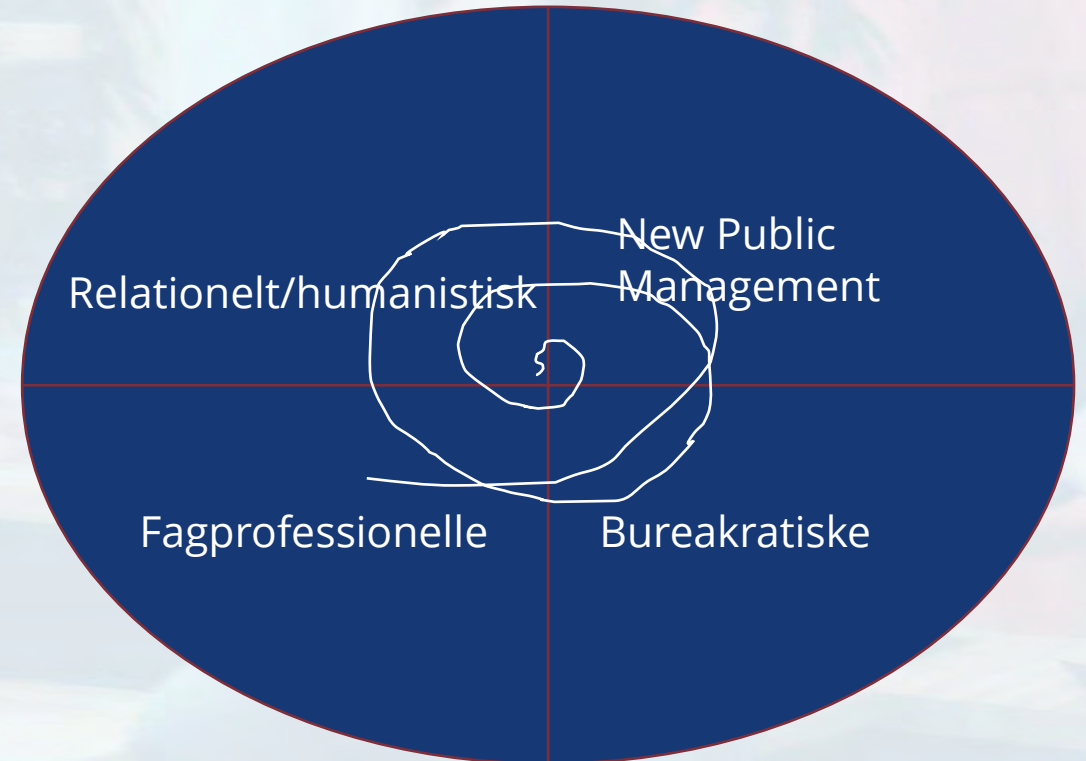 New Public
Management
Relationelt/humanistisk
Fagprofessionelle
Bureakratiske